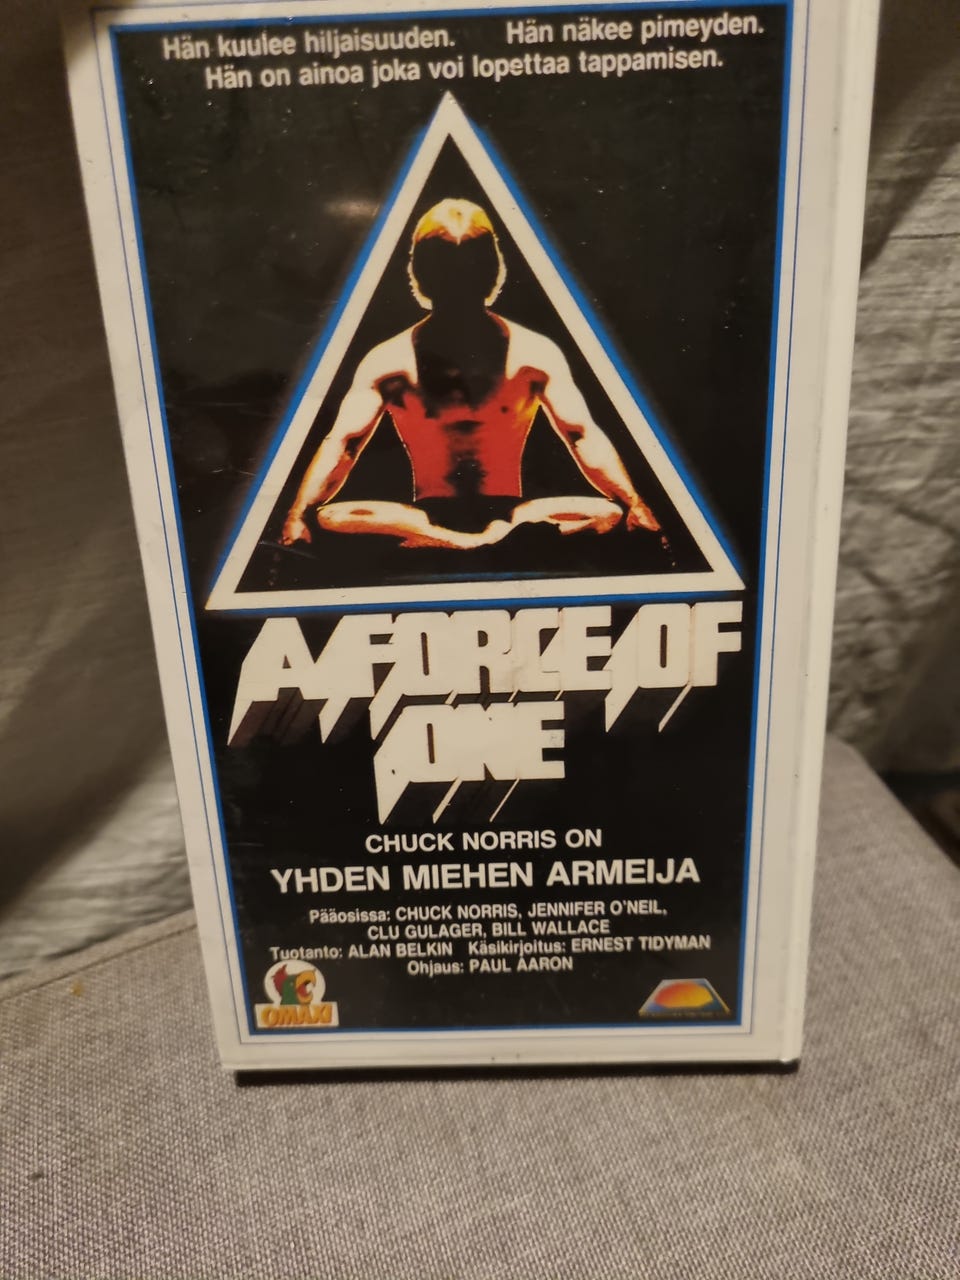 Hän kuulee hiljaisuuden. Hän näkee pimeyden.
Hän on ainoa joka voi lopettaa tappamisen.
A FORCE OF
ONE
CHUCK NORRIS ON
YHDEN MIEHEN ARMEIJA
Pääosissa: CHUCK NORRIS, JENNIFER O'NEIL,
CLU GULAGER, BILL WALLACE
Tuotanto: ALAN BELKIN Käsikirjoitus: ERNEST TIDYMAN
Ohjaus: PAUL AARON
OMAXI